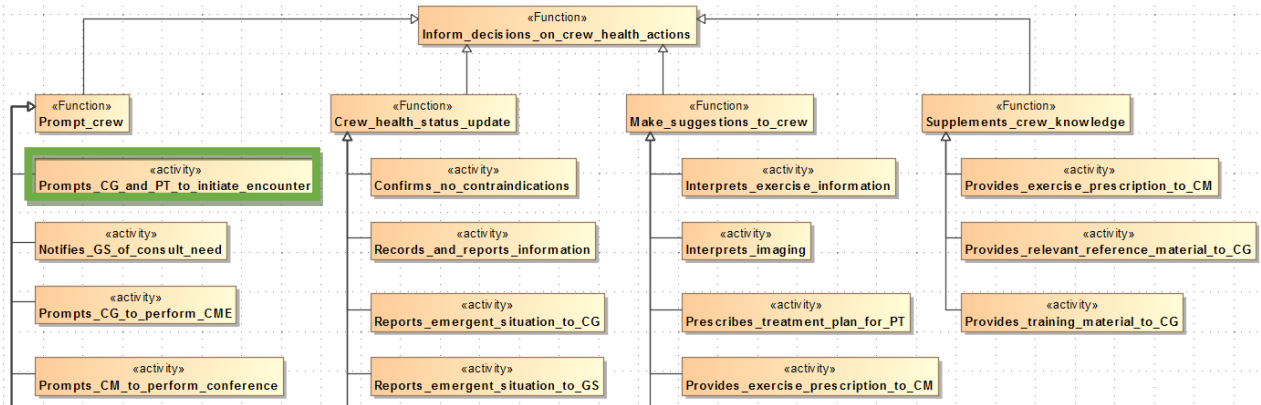 «Function»
Inform_decisions_on_crew_health_actions
«Function»
Prompt_crew
«Function»
Crew_health_status_update
«Function»
Make_suggestions_to_crew
«Function»
Supplements_crew_knowledge
«activity»
Prompts_CG_and_PT_to_initiate_encounter
«activity»
Confirms_no_contraindications
«activity»
Interprets_exercise_information
«activity»
Provides_exercise_prescription_to_CM
«activity»
Notifies_GS_of_consult_need
«activity»
Records_and_reports_information
«activity»
Interprets_imaging
«activity»
Provides_relevant_reference_material_to_CG
«activity»
Prompts_CG_to_perform_CME
«activity»
Reports_emergent_situation_to_CG
«activity»
Prescribes_treatment_plan_for_PT
«activity»
Provides_training_material_to_CG
«activity»
Prompts_CM_to_perform_conference
«activity»
Reports_emergent_situation_to_GS
«activity»
Provides_exercise_prescription_to_CM